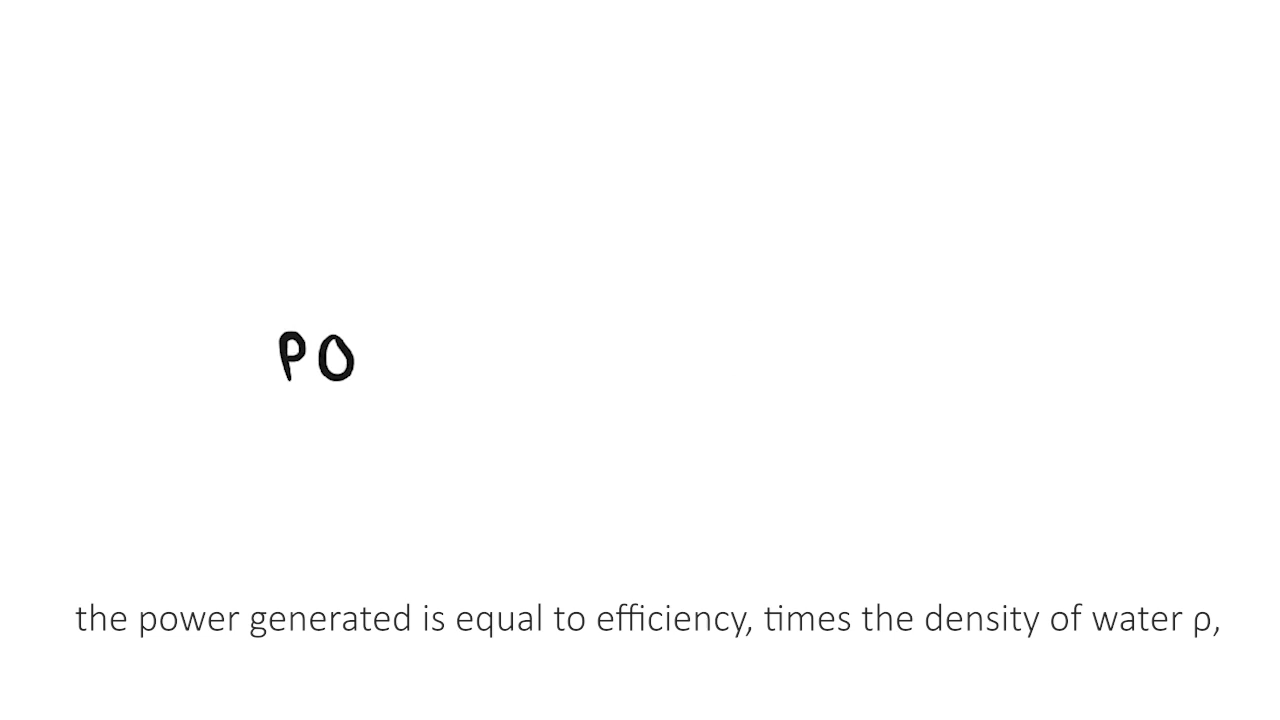 PO
the power generated is equal to efficiency, times the density of water ρ,